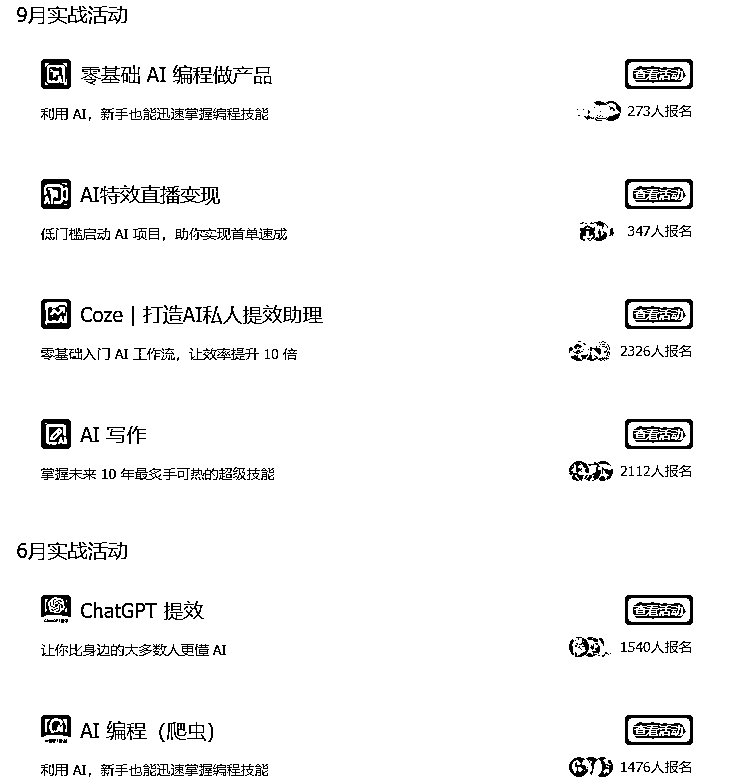 9月实战活动
零基础 AI 编程做产品
查看活动
利用 AI，新手也能迅速掌握编程技能
273人报名
AI特效直播变现
查看活动
低门槛启动 AI 项目，助你实现首单速成
347人报名
Coze | 打造AI私人提效助理
查看活动
零基础入门 AI 工作流，让效率提升 10 倍
2326人报名
AI 写作
查看活动
掌握未来 10 年最炙手可热的超级技能
2112人报名
6月实战活动
ChatGPT 提效
查看活动
让你比身边的大多数人更懂 AI
1540人报名
AI 编程（爬虫）
查看活动
利用 AI，新手也能迅速掌握编程技能
1476人报名